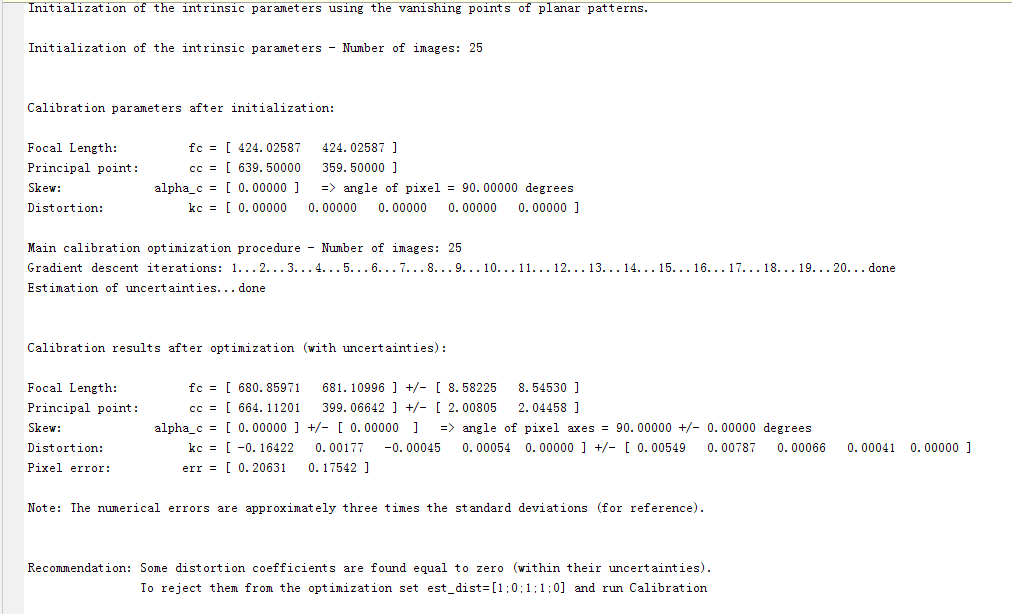 Initialization of the intrinsic parameters using the vanishing points of planar patterns.
Initialization of the intrinsic parameters - Number of images: 25
Calibration parameters after initialization:
Focal Length: fc = [ 424.02587 424.02587 ]
Principal point: cc = [ 639.50000 359.50000 ]
Skew: alpha_c = [ 0.00000 ] => angle of pixel = 90.00000 degrees
Distortion: kc = [ 0.00000 0.00000 0.00000 0.00000 0.00000 ]
Main calibration optimization procedure - Number of images: 25
Gradient descent iterations: 1...2...3...4...5...6...7...8...9...10...11...12...13...14...15...16...17...18...19...20...done
Estimation of uncertainties...done
Calibration results after optimization (with uncertainties):
Focal Length: fc = [ 680.85971 681.10996 ] +/- [ 8.58225 8.54530 ]
Principal point: cc = [ 664.11201 399.06642 ] +/- [ 2.00805 2.04458 ]
Skew: alpha_c = [ 0.00000 ] +/- [ 0.00000 ] => angle of pixel axes = 90.00000 +/- 0.00000 degrees
Distortion: kc = [ -0.16422 0.00177 -0.00045 0.00054 0.00000 ] +/- [ 0.00549 0.00787 0.00066 0.00041 0.00000 ]
Pixel error: err = [ 0.20631 0.17542 ]
Note: The numerical errors are approximately three times the standard deviations (for reference).
Recommendation: Some distortion coefficients are found equal to zero (within their uncertainties).
To reject them from the optimization set est_dist=[1;0;1;1;0] and run Calibration